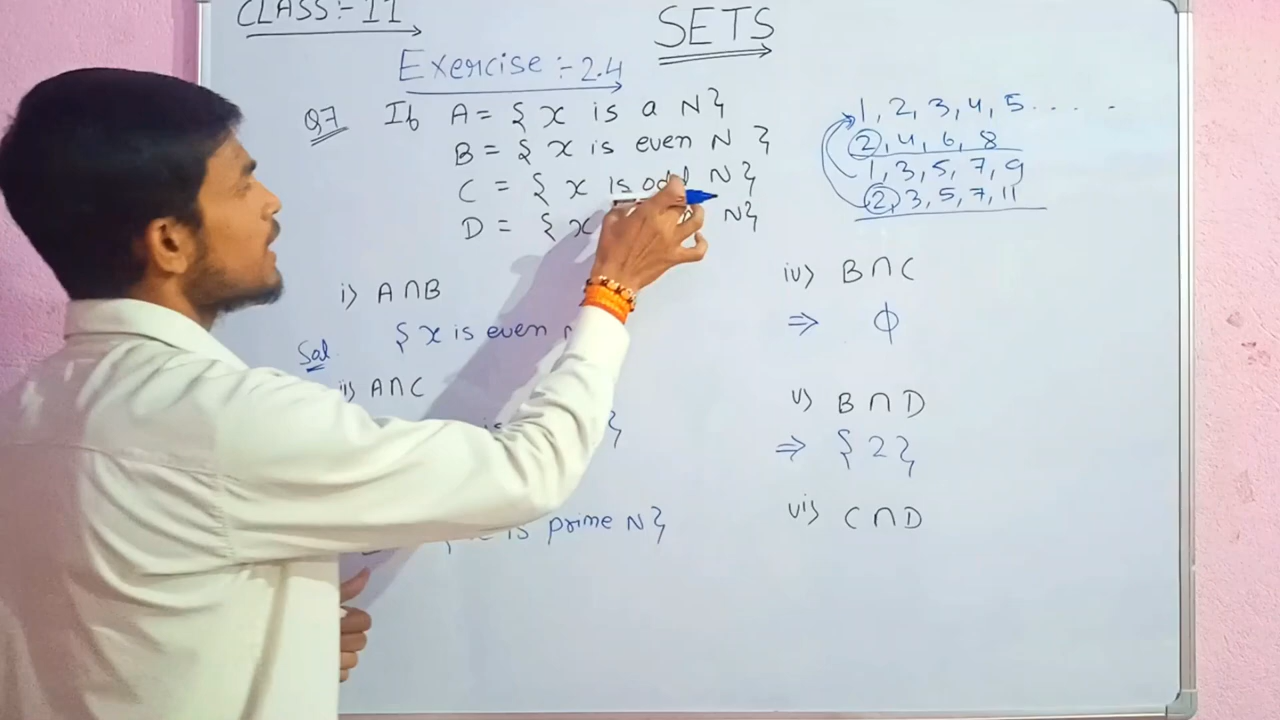 CLASS:- 11
SETS
Exercise :- 2.4
Q7 If A = { x is a N }
B = { x is even N }
C = { x is odd N }
D = { x N }
1, 2, 3, 4, 5 . . . . .
2, 4, 6, 8
1, 3, 5, 7, 9
2, 3, 5, 7, 11
i) A ∩ B
Sol. { x is even
ii) A ∩ C
is }
is prime N }
iv) B ∩ C
⇒ ϕ
v) B ∩ D
⇒ { 2 }
vi) C ∩ D